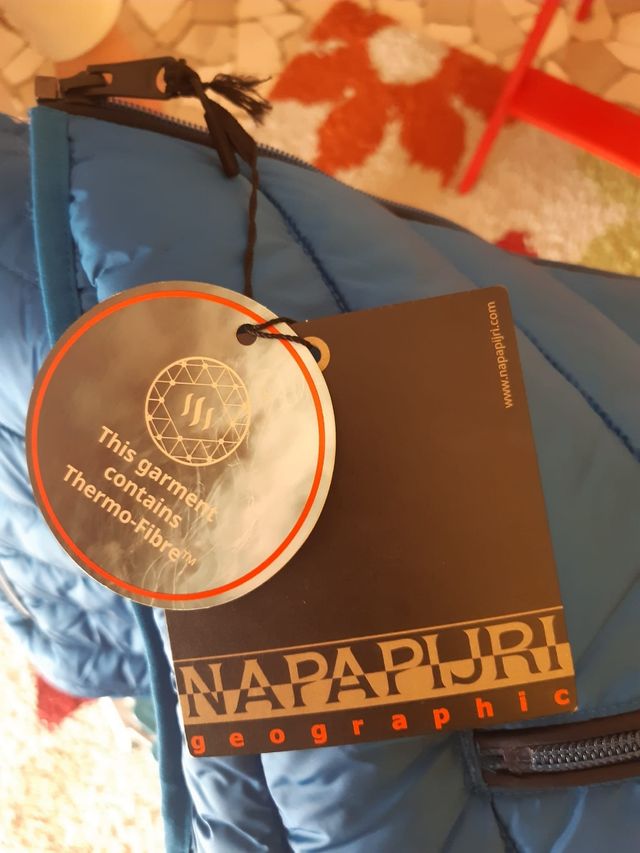 www.napapijri.com
This garment
contains
Thermo-Fibre™
NAPAPIJRI
geographic